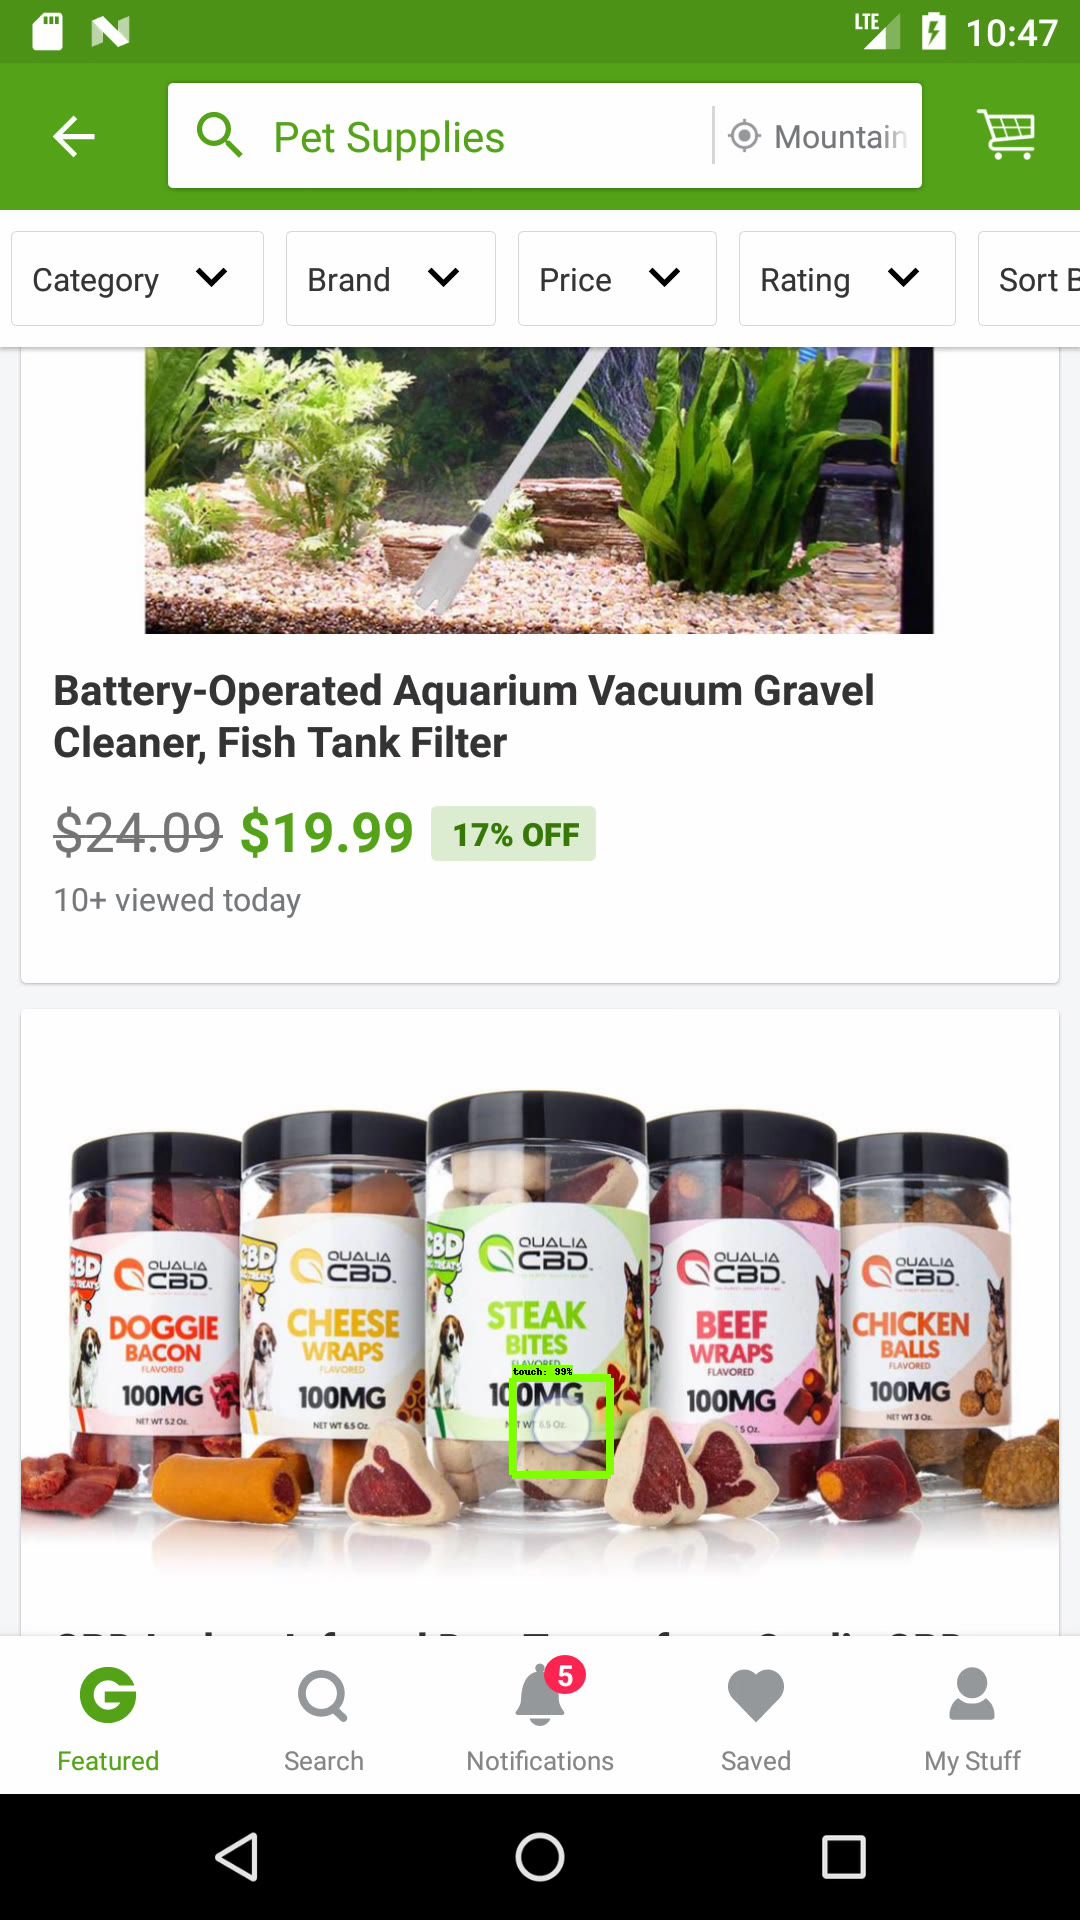 LTE
10:47
Pet Supplies
Mountain
Category
Brand
Price
Rating
Sort B
Battery-Operated Aquarium Vacuum Gravel
Cleaner, Fish Tank Filter
$24.09 $19.99 17% OFF
10+ viewed today
QUALIA
CBD
DOGGIE
BACON
FLAVORED
100MG
NET WT 5.2 Oz.
CBD
QUALIA
CBD
CHEESE
WRAPS
FLAVORED
100MG
NET WT 6.5 Oz.
CBD
QUALIA
CBD
STEAK
BITES
FLAVORED
touch: 99%
100MG
6.5 Oz.
QUALIA
CBD
BEEF
WRAPS
FLAVORED
100MG
5 Oz.
QUALIA
CBD
CHICKEN
BALLS
FLAVORED
100MG
NET WT 3 Oz.
5
Featured
Search
Notifications
Saved
My Stuff